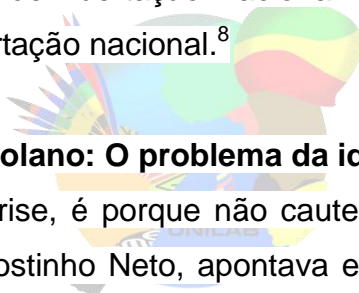 rtação nacional.⁸
olano: O problema da id
rise, é porque não caute
UNILAB
ostinho Neto, apontava e